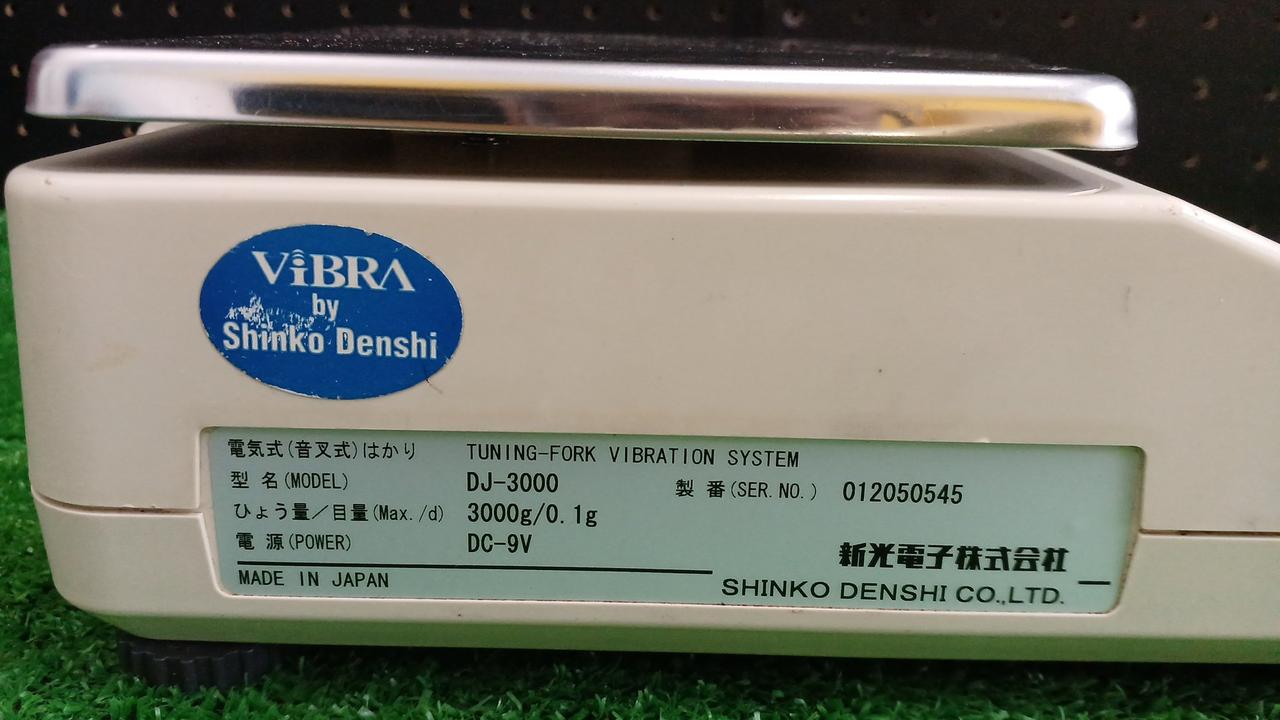 ViBRA
by
Shinko Denshi
電気式(音叉式)はかり TUNING-FORK VIBRATION SYSTEM
型 名(MODEL) DJ-3000 製 番(SER.NO.) 012050545
ひょう量/目量(Max./d) 3000g/0.1g
電 源(POWER) DC-9V
新光電子株式会社
MADE IN JAPAN SHINKO DENSHI CO.,LTD.